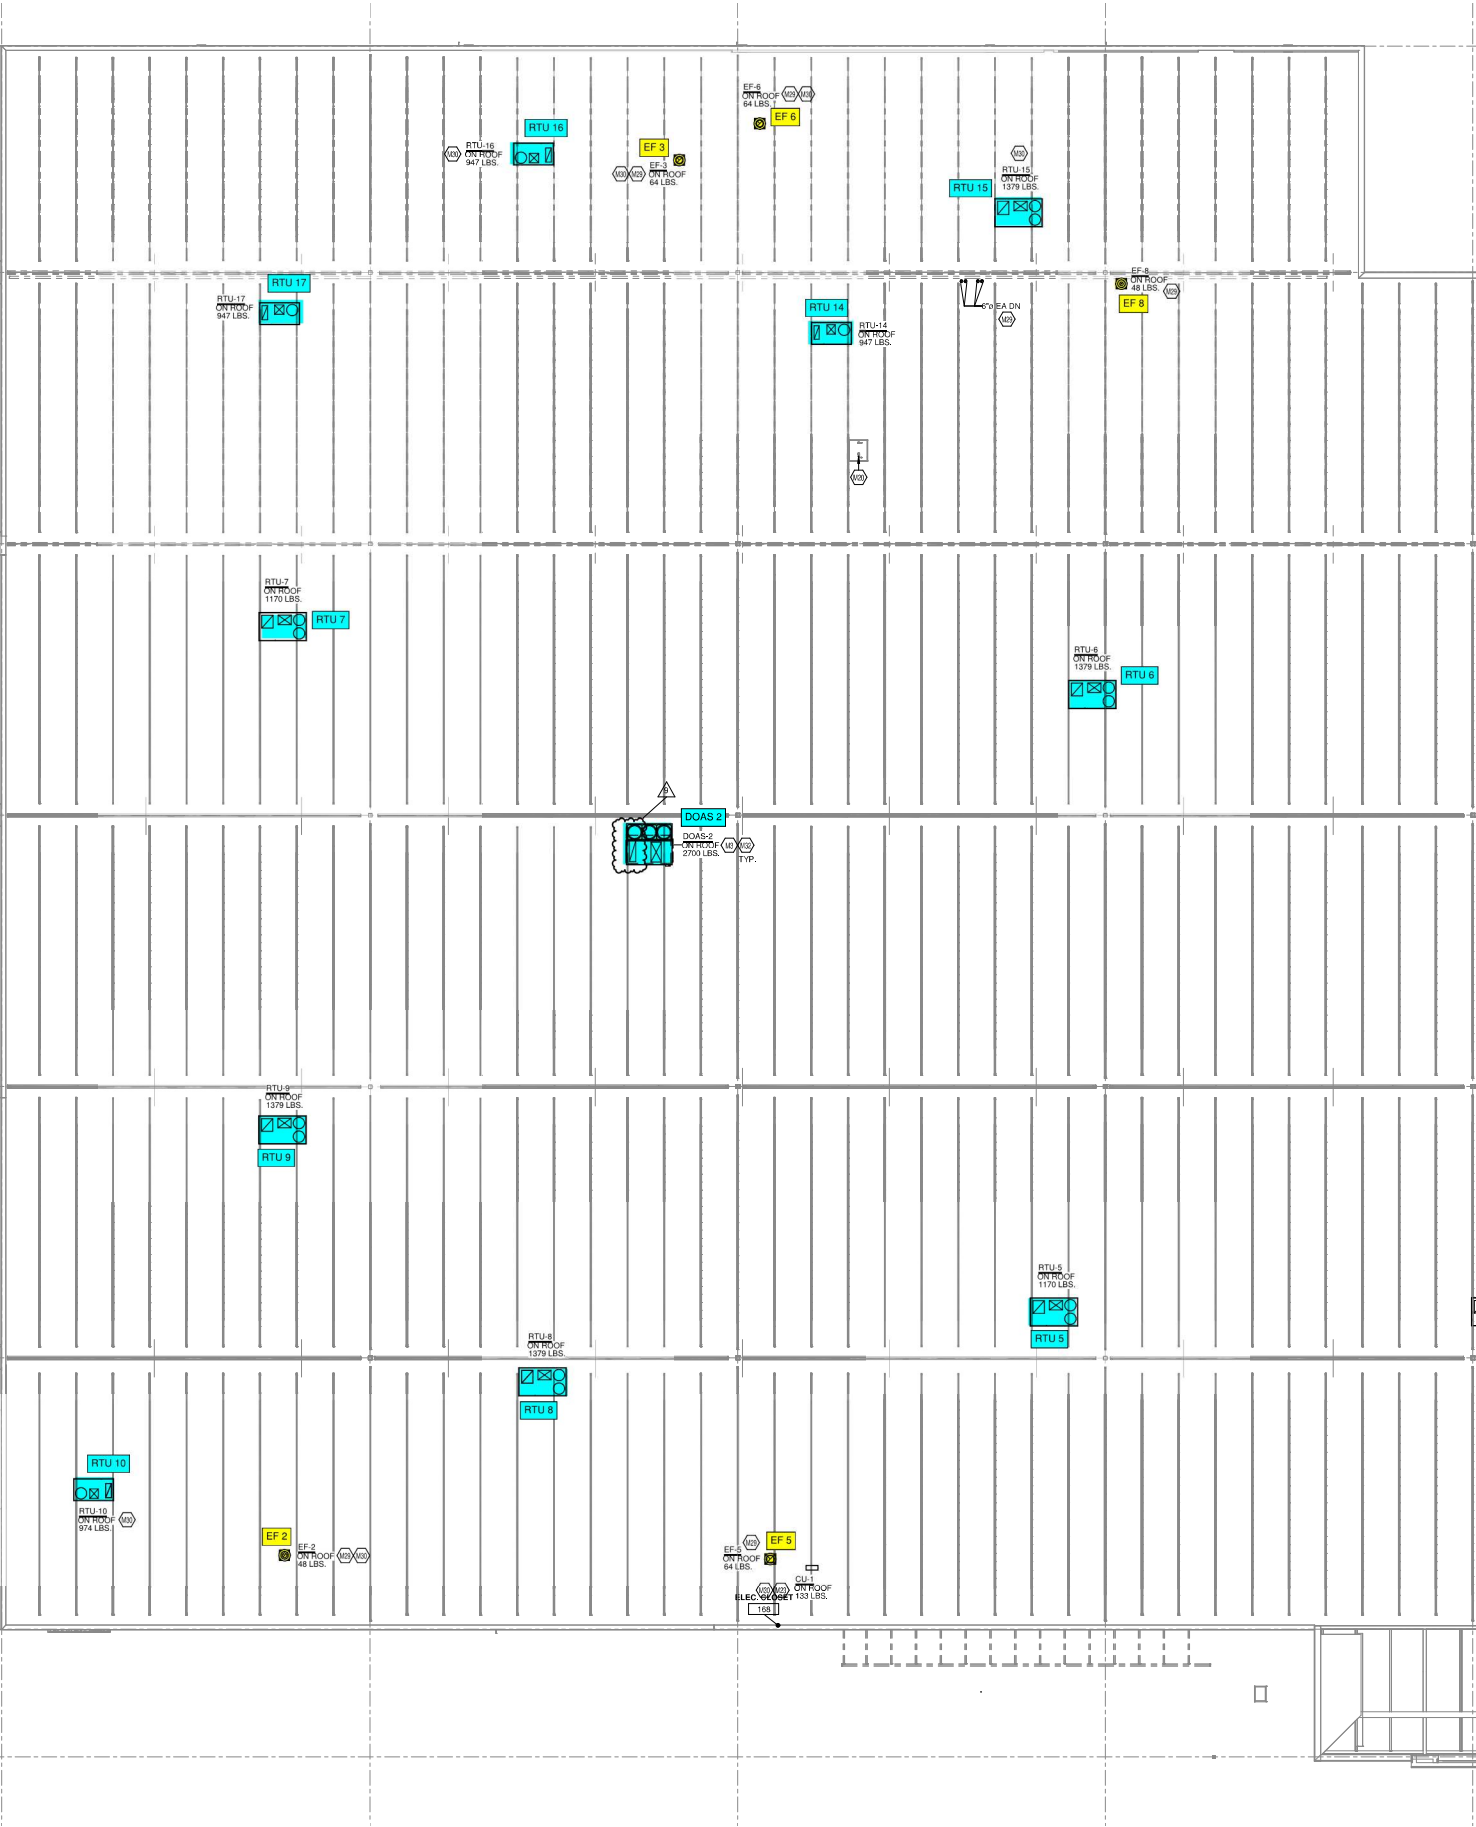 EF-6
ON ROOF
64 LBS.
M29
M30
EF 6
RTU 16
M30
RTU-16
ON ROOF
947 LBS.
EF 3
EF-3
ON ROOF
64 LBS.
M30
M29
M30
RTU-15
ON ROOF
1379 LBS.
RTU 15
RTU 17
RTU-17
ON ROOF
947 LBS.
EF-8
ON ROOF
48 LBS.
M29
EF 8
RTU 14
RTU-14
ON ROOF
947 LBS.
6"ø EA DN
M29
M20
RTU-7
ON ROOF
1170 LBS.
RTU 7
RTU-6
ON ROOF
1379 LBS.
RTU 6
9
DOAS 2
DOAS-2
ON ROOF
2700 LBS.
M3
M32
TYP.
RTU-9
ON ROOF
1379 LBS.
RTU 9
RTU-5
ON ROOF
1170 LBS.
RTU 5
RTU-8
ON ROOF
1379 LBS.
RTU 8
RTU 10
RTU-10
ON ROOF
974 LBS.
M30
EF 2
EF-2
ON ROOF
48 LBS.
M29
M30
EF 5
M29
EF-5
ON ROOF
64 LBS.
CU-1
ON ROOF
133 LBS.
ELEC. CLOSET
168